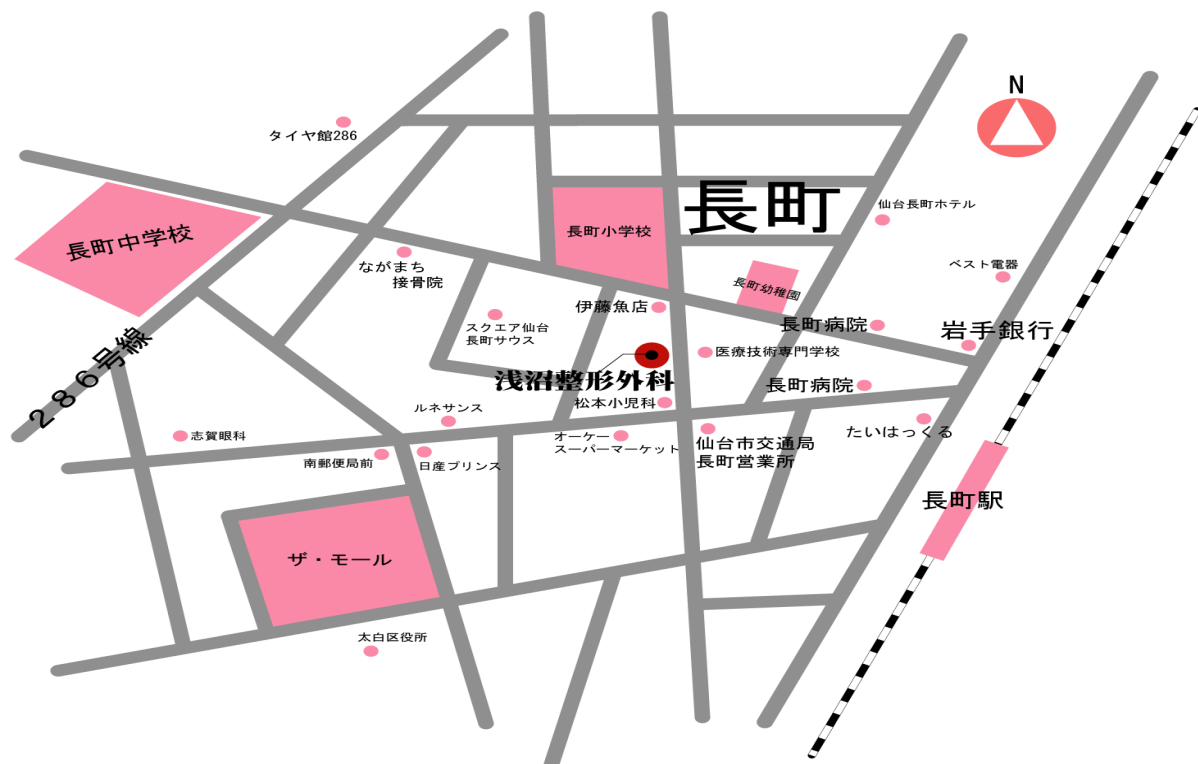 N
タイヤ館286
長町
仙台長町ホテル
長町中学校
長町小学校
ながまち
接骨院
ベスト電器
長町幼稚園
伊藤魚店
スクエア仙台
長町サウス
長町病院
岩手銀行
医療技術専門学校
浅沼整形外科
長町病院
286号線
松本小児科
ルネサンス
志賀眼科
オーケー
スーパーマーケット
仙台市交通局
長町営業所
たいはっくる
南郵便局前
日産プリンス
長町駅
ザ・モール
太白区役所